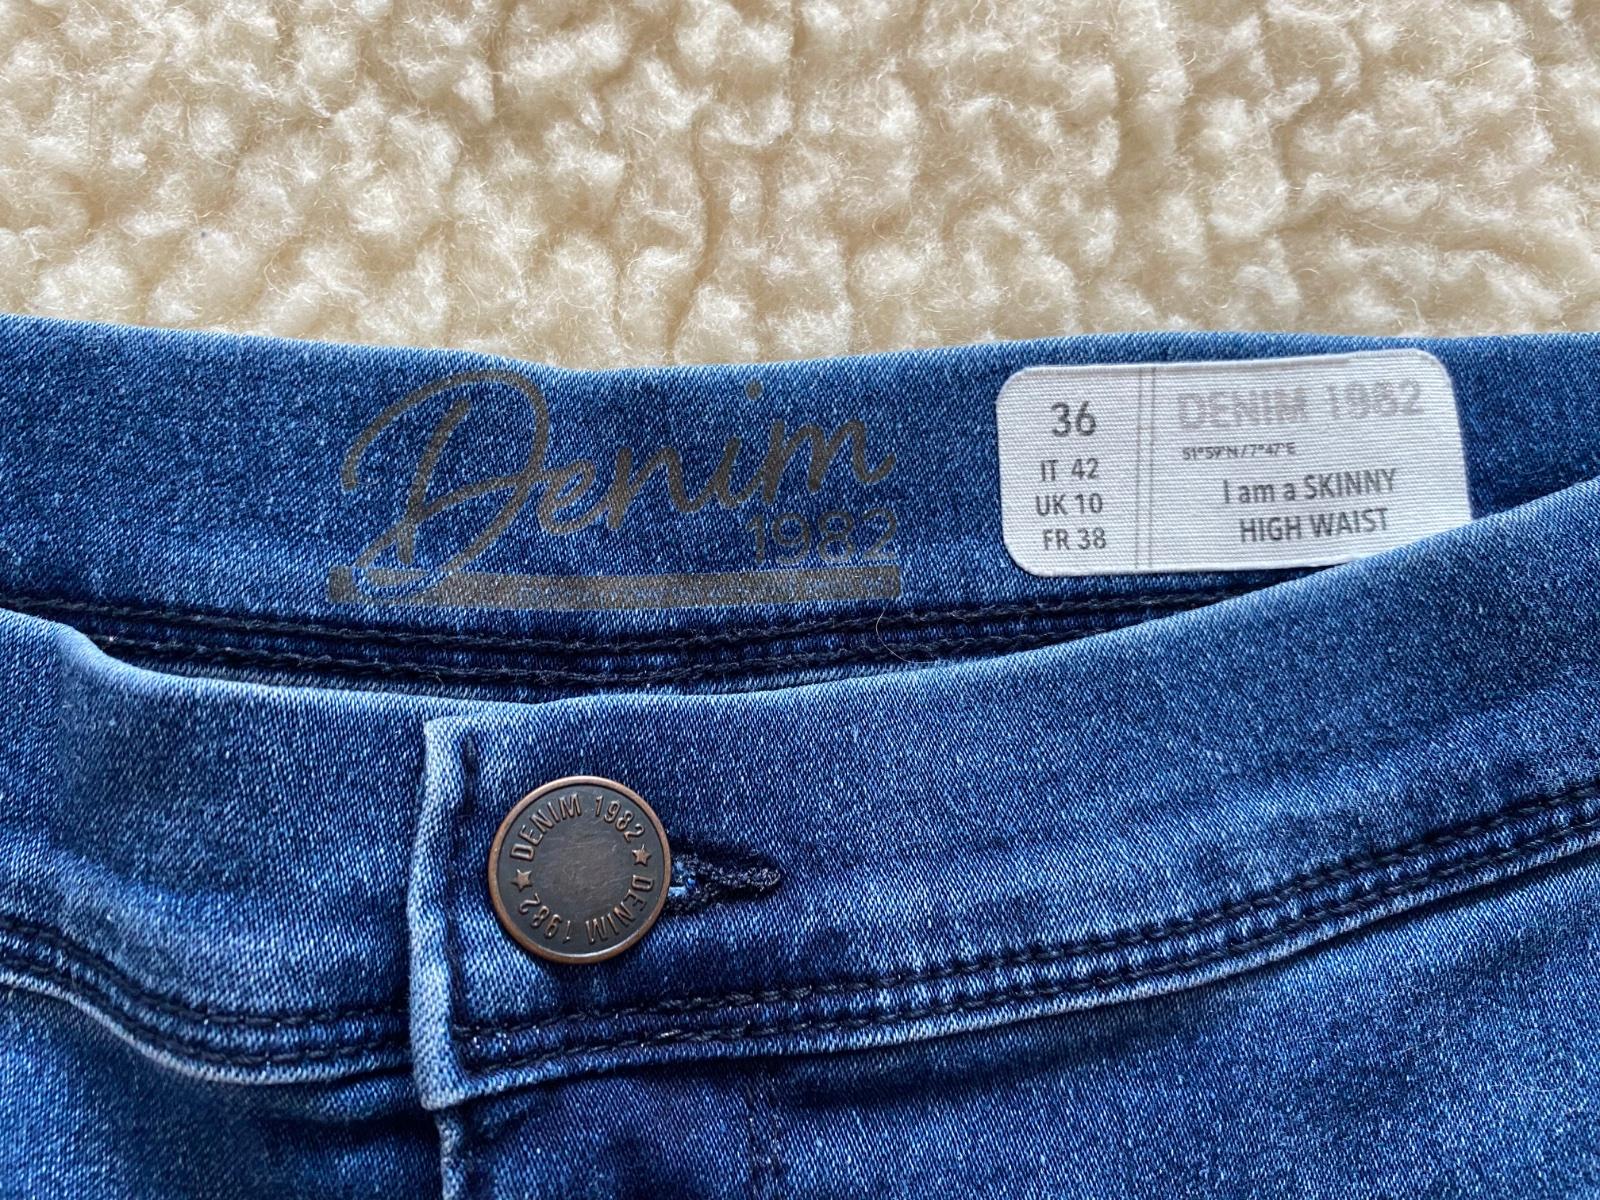 Denim
1982
36
IT 42
UK 10
FR 38
DENIM 1982
51°59'N/7°47'E
I am a SKINNY
HIGH WAIST
DENIM 1982 ★ DENIM 1982 ★